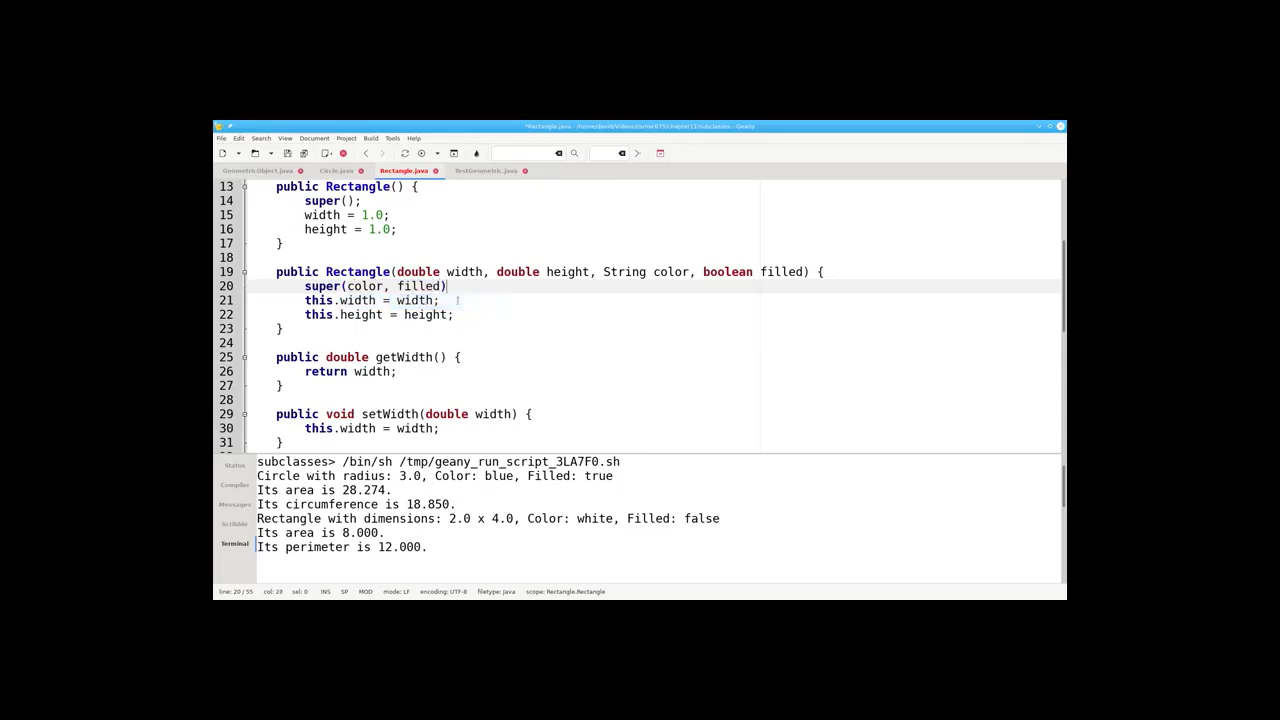 *Rectangle.java - /home/david/Videos/comsc075/chapter11/subclasses - Geany
File Edit Search View Document Project Build Tools Help
GeometricObject.java Circle.java Rectangle.java TestGeometric.java
13 public Rectangle() {
14 super();
15 width = 1.0;
16 height = 1.0;
17 }
18
19 public Rectangle(double width, double height, String color, boolean filled) {
20 super(color, filled)
21 this.width = width;
22 this.height = height;
23 }
24
25 public double getWidth() {
26 return width;
27 }
28
29 public void setWidth(double width) {
30 this.width = width;
31 }
Status
Compiler
Messages
Scribble
Terminal
subclasses> /bin/sh /tmp/geany_run_script_3LA7F0.sh
Circle with radius: 3.0, Color: blue, Filled: true
Its area is 28.274.
Its circumference is 18.850.
Rectangle with dimensions: 2.0 x 4.0, Color: white, Filled: false
Its area is 8.000.
Its perimeter is 12.000.
line: 20 / 55 col: 28 sel: 0 INS SP MOD mode: LF encoding: UTF-8 filetype: Java scope: Rectangle.Rectangle